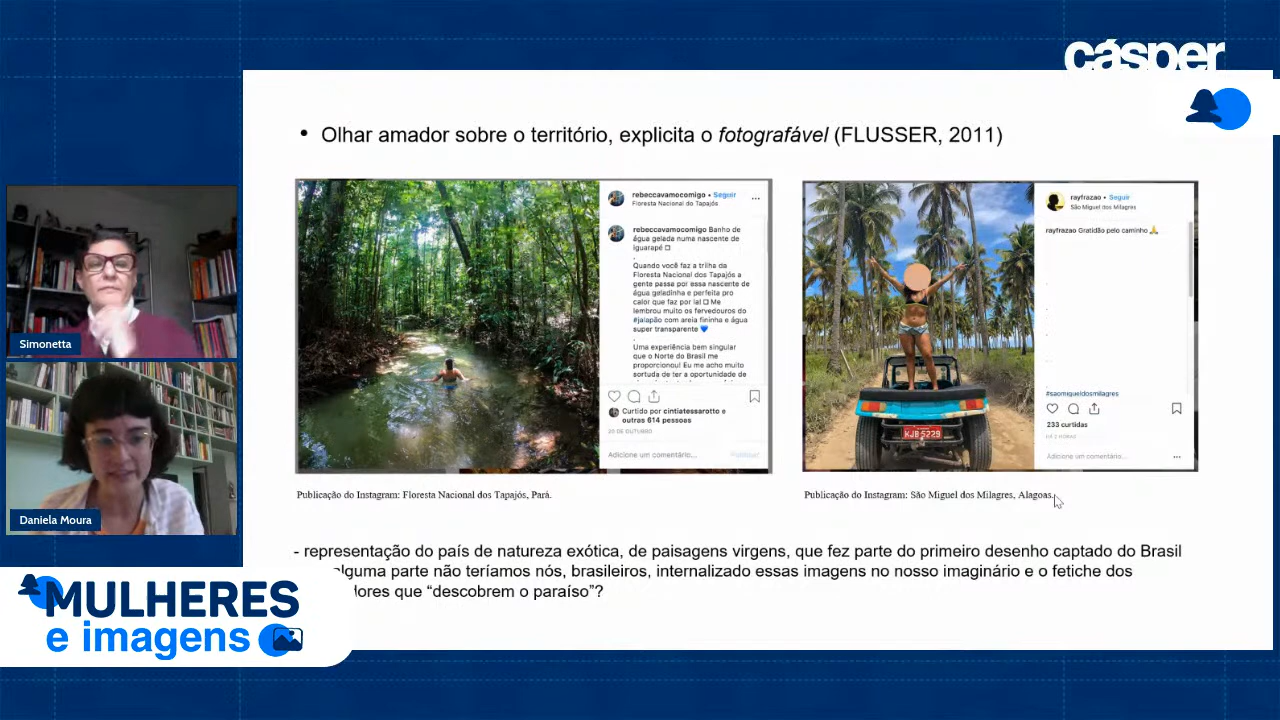 cásper
• Olhar amador sobre o território, explicita o fotografável (FLUSSER, 2011)
rebeccavamocomigo • Seguir
Floresta Nacional do Tapajós
rebeccavamocomigo Banho de
água gelada numa nascente de
iguarapé
.
Quando você faz a trilha da
Floresta Nacional dos Tapajós a
gente passa por essa nascente de
água geladinha e perfeita pro
calor que faz por la! Me
lembrou muito os fervedouros do
#jalapão com areia fininha e água
super transparente 💙
.
Uma experiência bem singular
que o Norte do Brasil me
proporcionou! Eu me acho muito
sortuda de ter a oportunidade de
Curtido por cintiatessarotto e
outras 614 pessoas
20 DE OUTUBRO
Adicione um comentário...
Publicar
rayfrazao • Seguir
São Miguel dos Milagres
rayfrazao Gratidão pelo caminho 🙏
.
.
.
.
.
#saomigueldosmilagres
233 curtidas
HÁ 2 HORAS
Adicione um comentário...
KJB 5229
Publicação do Instagram: Floresta Nacional dos Tapajós, Pará.
Publicação do Instagram: São Miguel dos Milagres, Alagoas.
- representação do país de natureza exótica, de paisagens virgens, que fez parte do primeiro desenho captado do Brasil
alguma parte não teríamos nós, brasileiros, internalizado essas imagens no nosso imaginário e o fetiche dos
dores que “descobrem o paraíso”?
Simonetta
Daniela Moura
MULHERES
e imagens